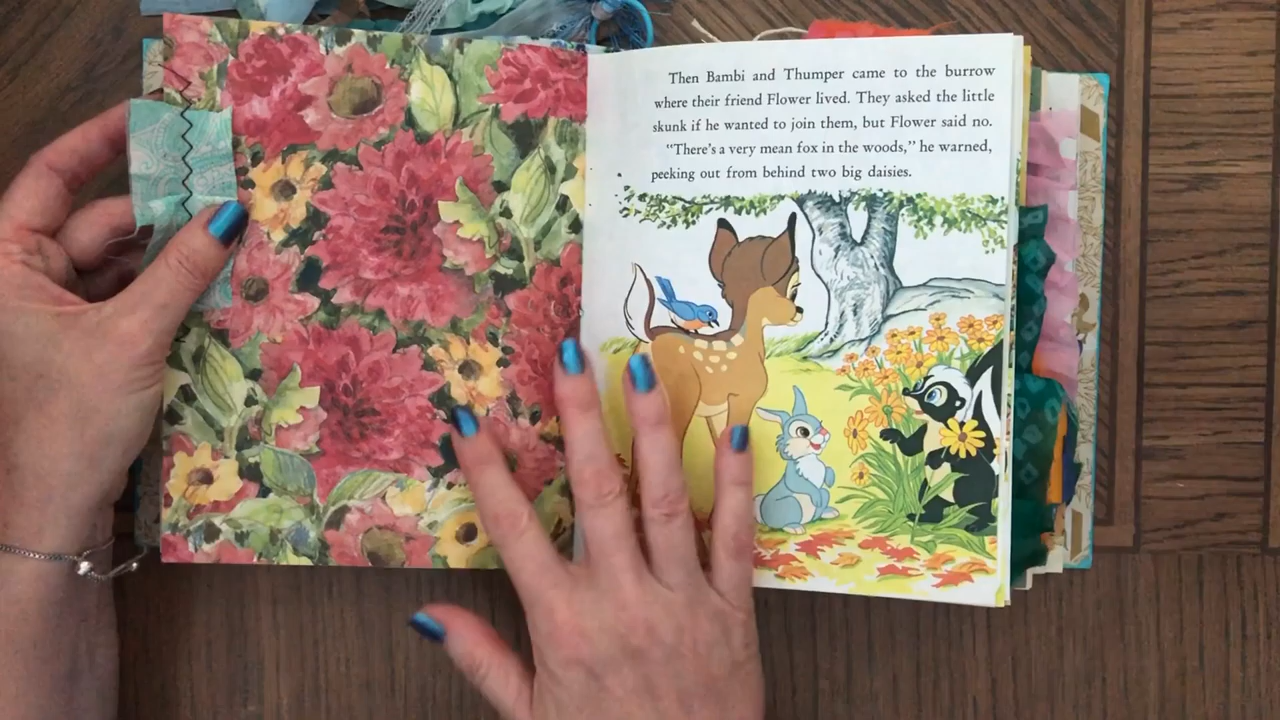 Then Bambi and Thumper came to the burrow
where their friend Flower lived. They asked the little
skunk if he wanted to join them, but Flower said no.
"There's a very mean fox in the woods," he warned,
peeking out from behind two big daisies.